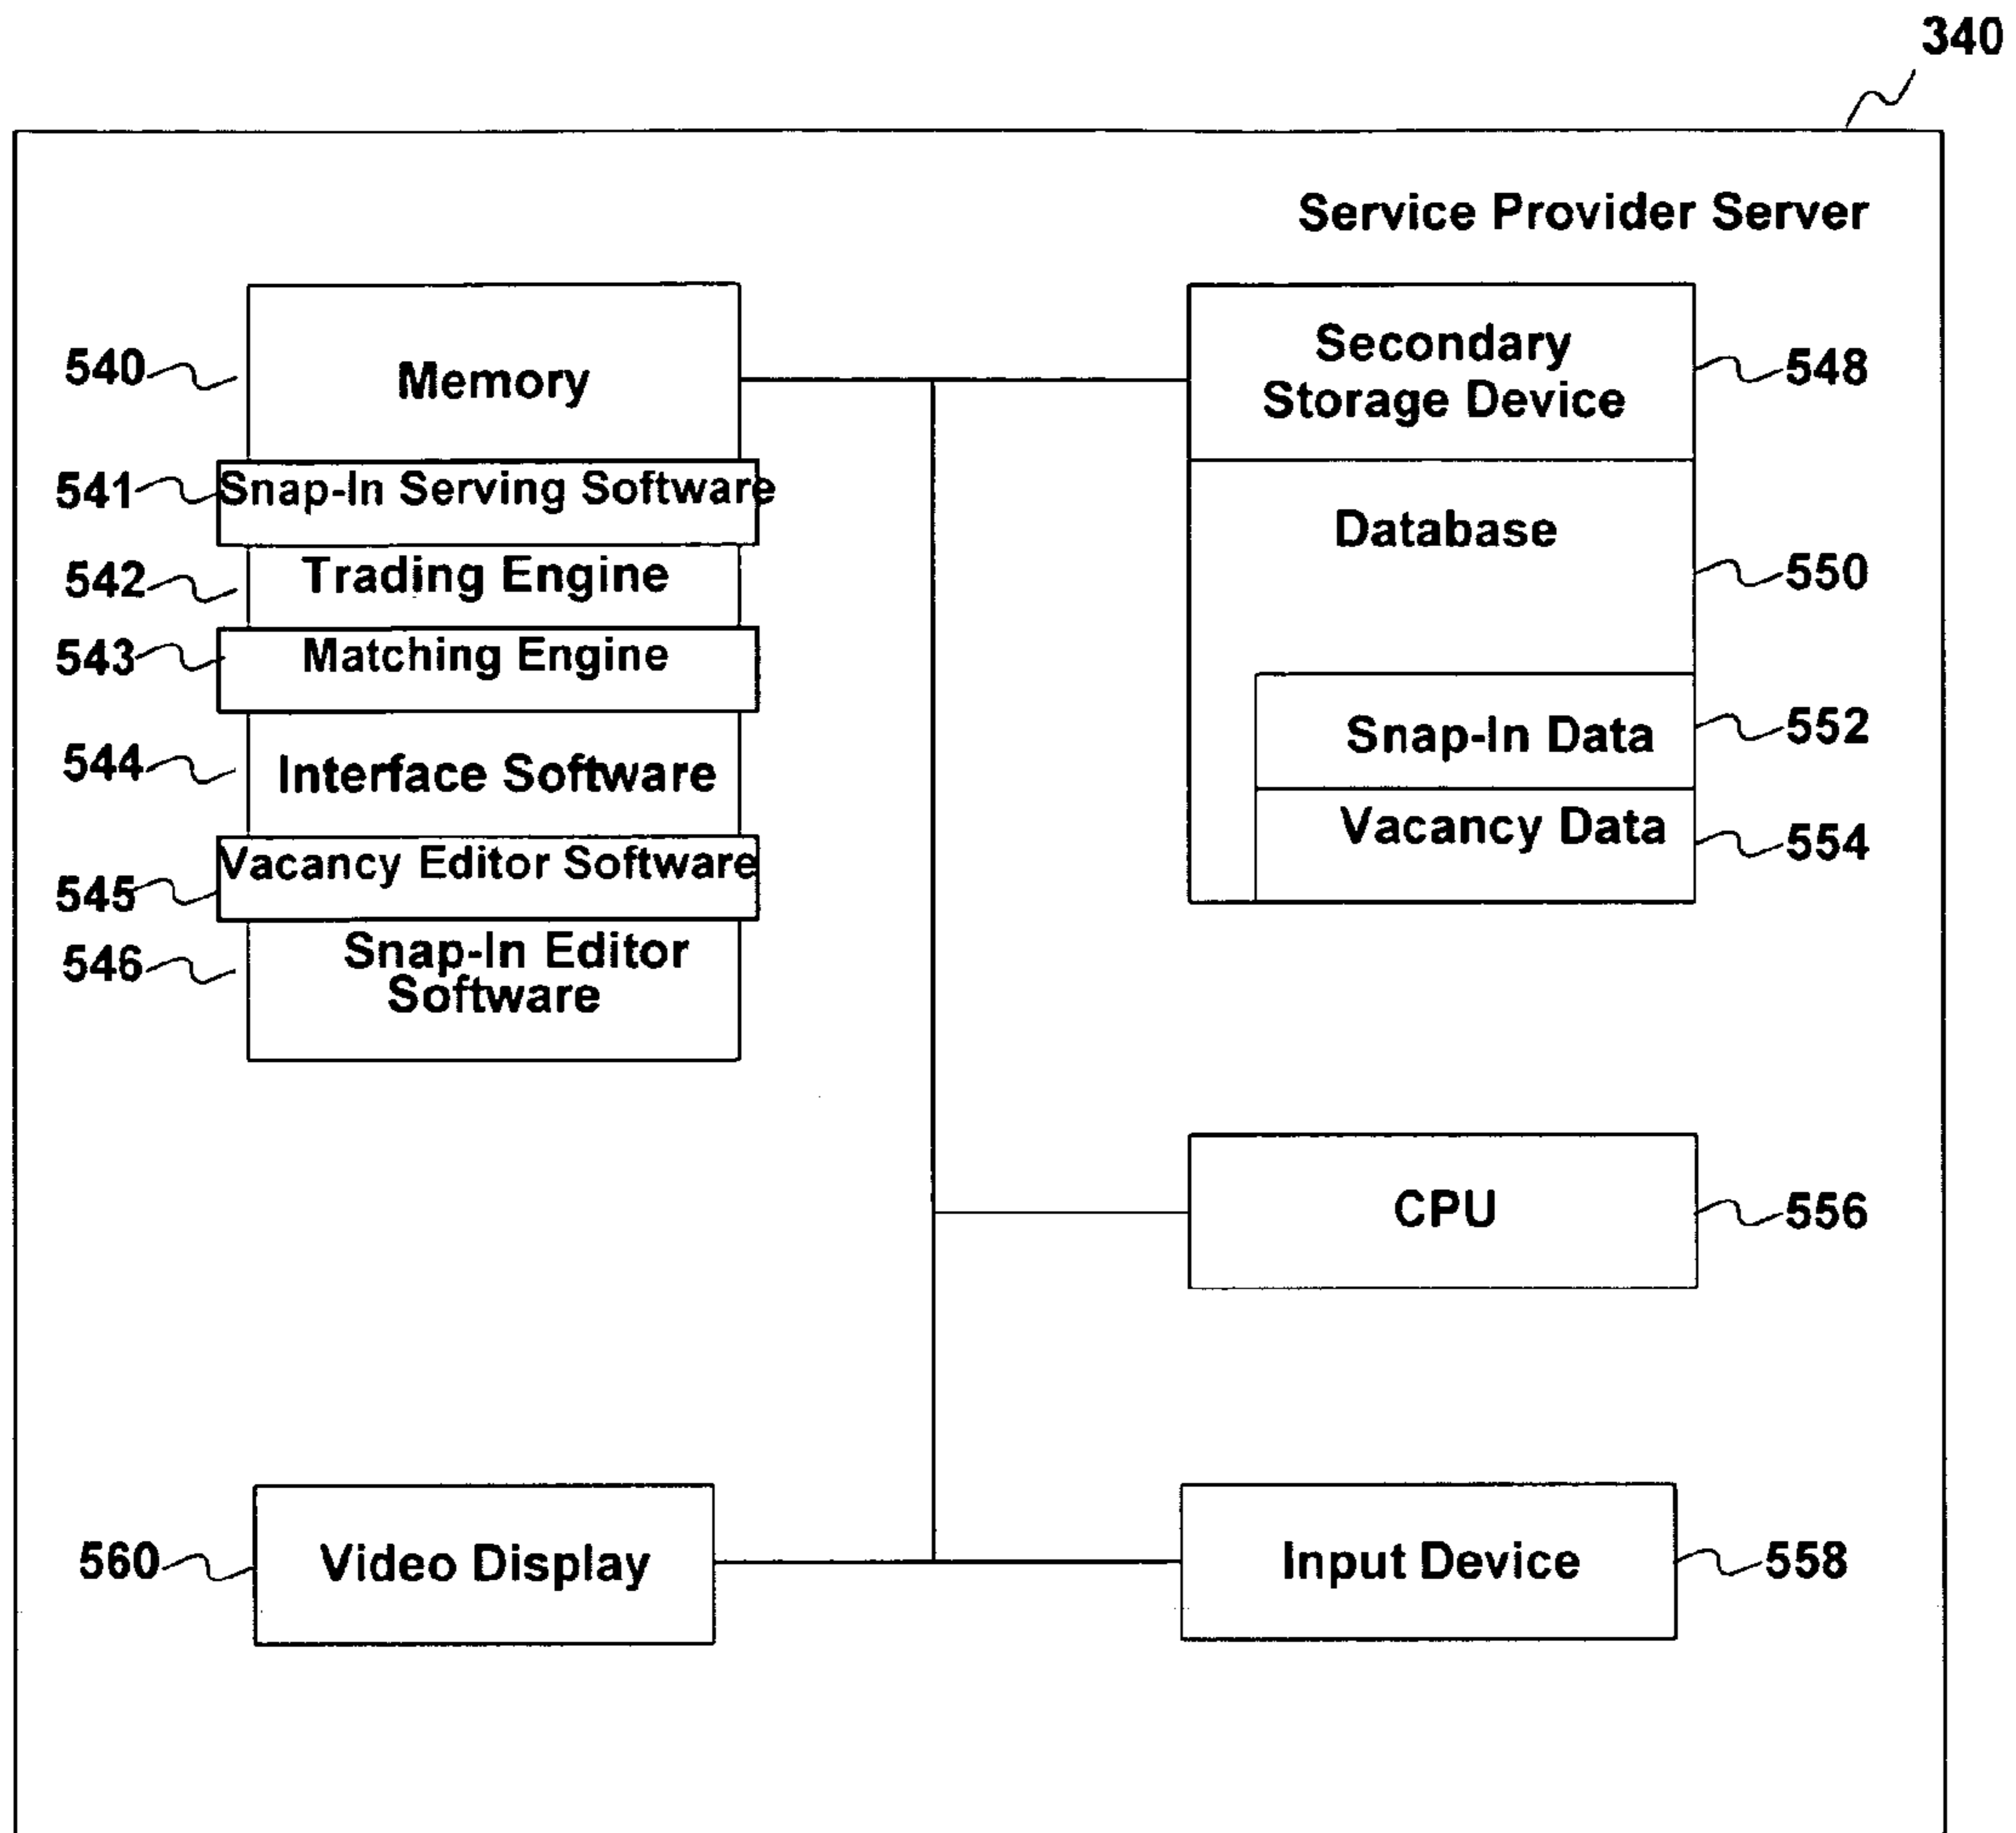 340
Service Provider Server
540
Memory
541
Snap-In Serving Software
542
Trading Engine
543
Matching Engine
544
Interface Software
545
Vacancy Editor Software
546
Snap-In Editor
Software
Secondary
Storage Device
548
Database
550
Snap-In Data
552
Vacancy Data
554
CPU
556
560
Video Display
Input Device
558